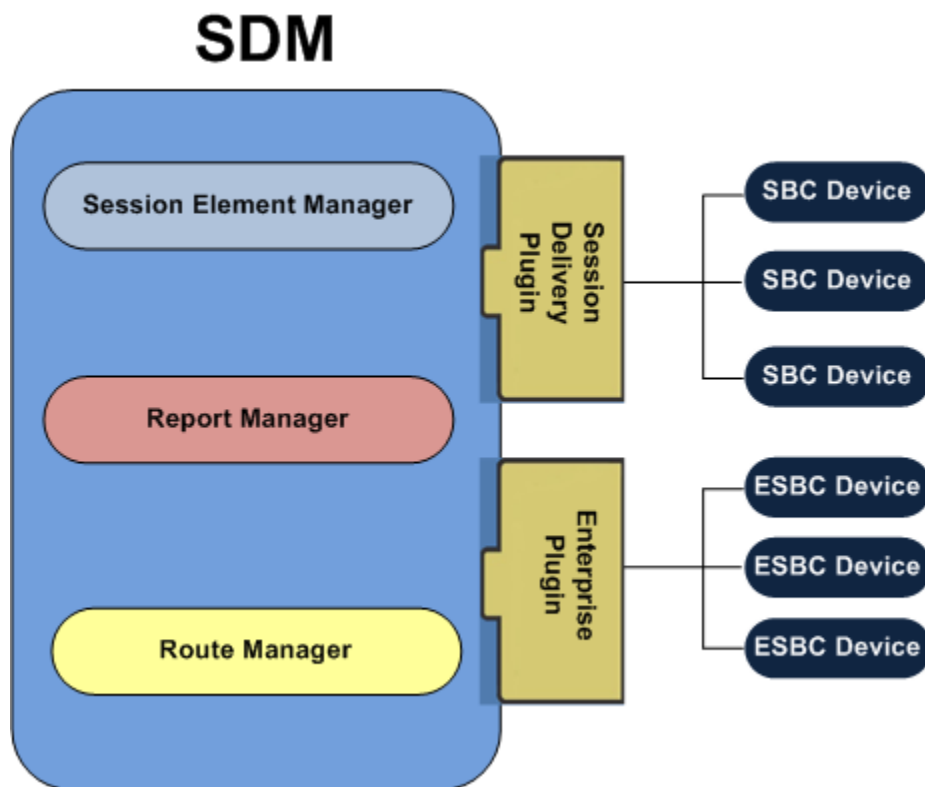 SDM
Session Element Manager
Report Manager
Route Manager
Session
Delivery
Plugin
Enterprise
Plugin
SBC Device
SBC Device
SBC Device
ESBC Device
ESBC Device
ESBC Device